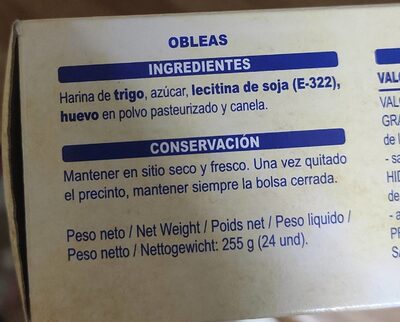 OBLEAS
INGREDIENTES
Harina de trigo, azúcar, lecitina de soja (E-322),
huevo en polvo pasteurizado y canela.
CONSERVACIÓN
Mantener en sitio seco y fresco. Una vez quitado
el precinto, mantener siempre la bolsa cerrada.
Peso neto / Net Weight / Poids net / Peso liquido /
Peso netto / Nettogewicht: 255 g (24 und).